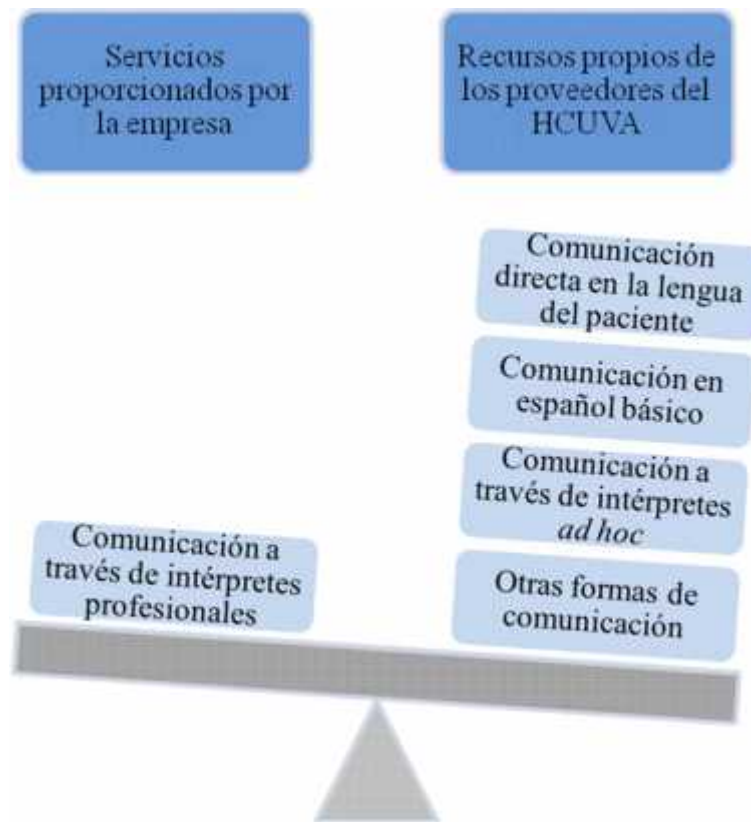 Servicios
proporcionados por
la empresa
Recursos propios de
los proveedores del
HCUVA
Comunicación
directa en la lengua
del paciente
Comunicación en
español básico
Comunicación a
través de intérpretes
ad hoc
Otras formas de
comunicación
Comunicación a
través de intérpretes
profesionales